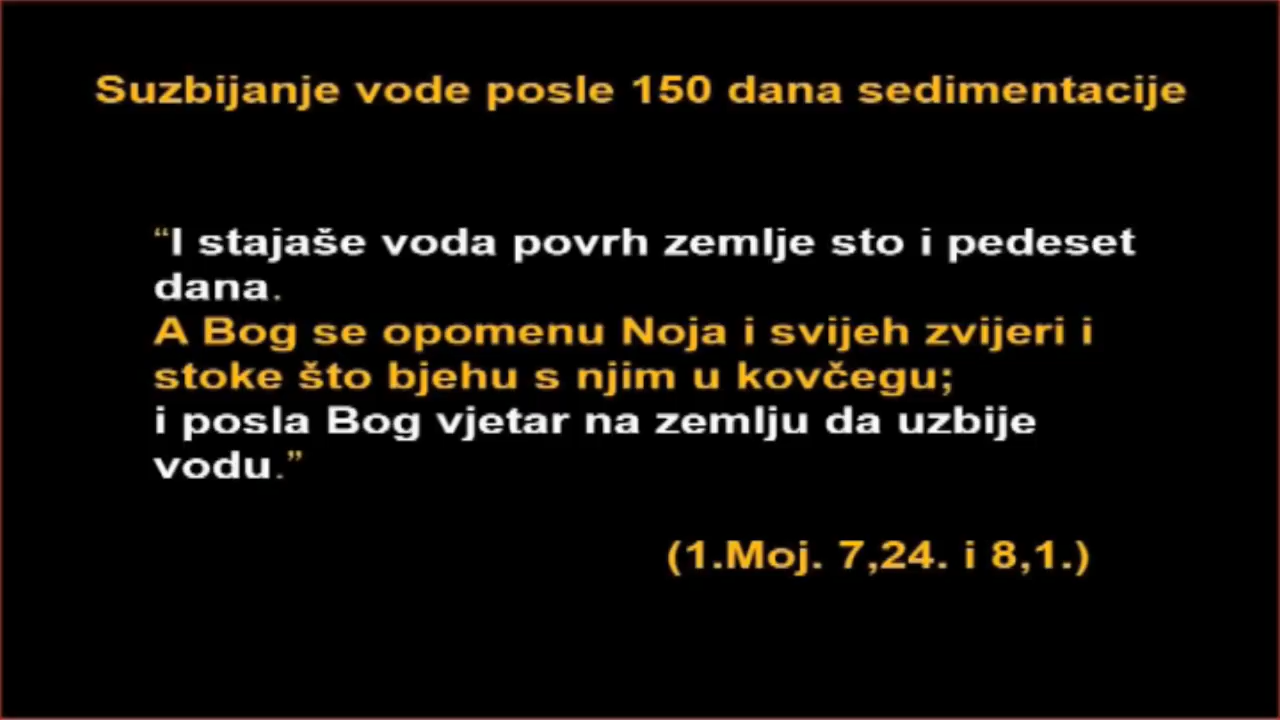 Suzbijanje vode posle 150 dana sedimentacije
“I stajaše voda povrh zemlje sto i pedeset
dana.
A Bog se opomenu Noja i svijeh zvijeri i
stoke što bjehu s njim u kovčegu;
i posla Bog vjetar na zemlju da uzbije
vodu.”
(1.Moj. 7,24. i 8,1.)